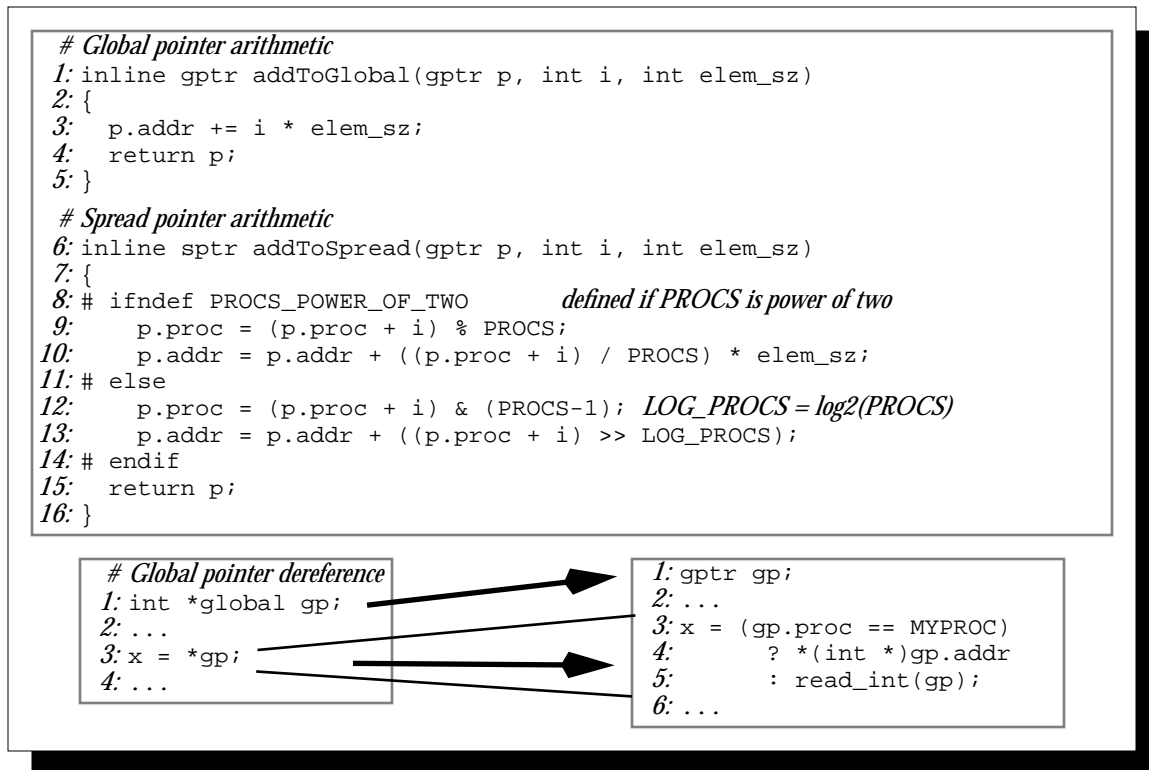 # Global pointer arithmetic
1: inline gptr addToGlobal(gptr p, int i, int elem_sz)
2: {
3:   p.addr += i * elem_sz;
4:   return p;
5: }
# Spread pointer arithmetic
6: inline sptr addToSpread(gptr p, int i, int elem_sz)
7: {
8: # ifndef PROCS_POWER_OF_TWO defined if PROCS is power of two
9:     p.proc = (p.proc + i) % PROCS;
10:     p.addr = p.addr + ((p.proc + i) / PROCS) * elem_sz;
11: # else
12:     p.proc = (p.proc + i) & (PROCS-1); LOG_PROCS = log2(PROCS)
13:     p.addr = p.addr + ((p.proc + i) >> LOG_PROCS);
14: # endif
15:   return p;
16: }
# Global pointer dereference
1: int *global gp;
2: ...
3: x = *gp;
4: ...
1: gptr gp;
2: ...
3: x = (gp.proc == MYPROC)
4:       ? *(int *)gp.addr
5:       : read_int(gp);
6: ...